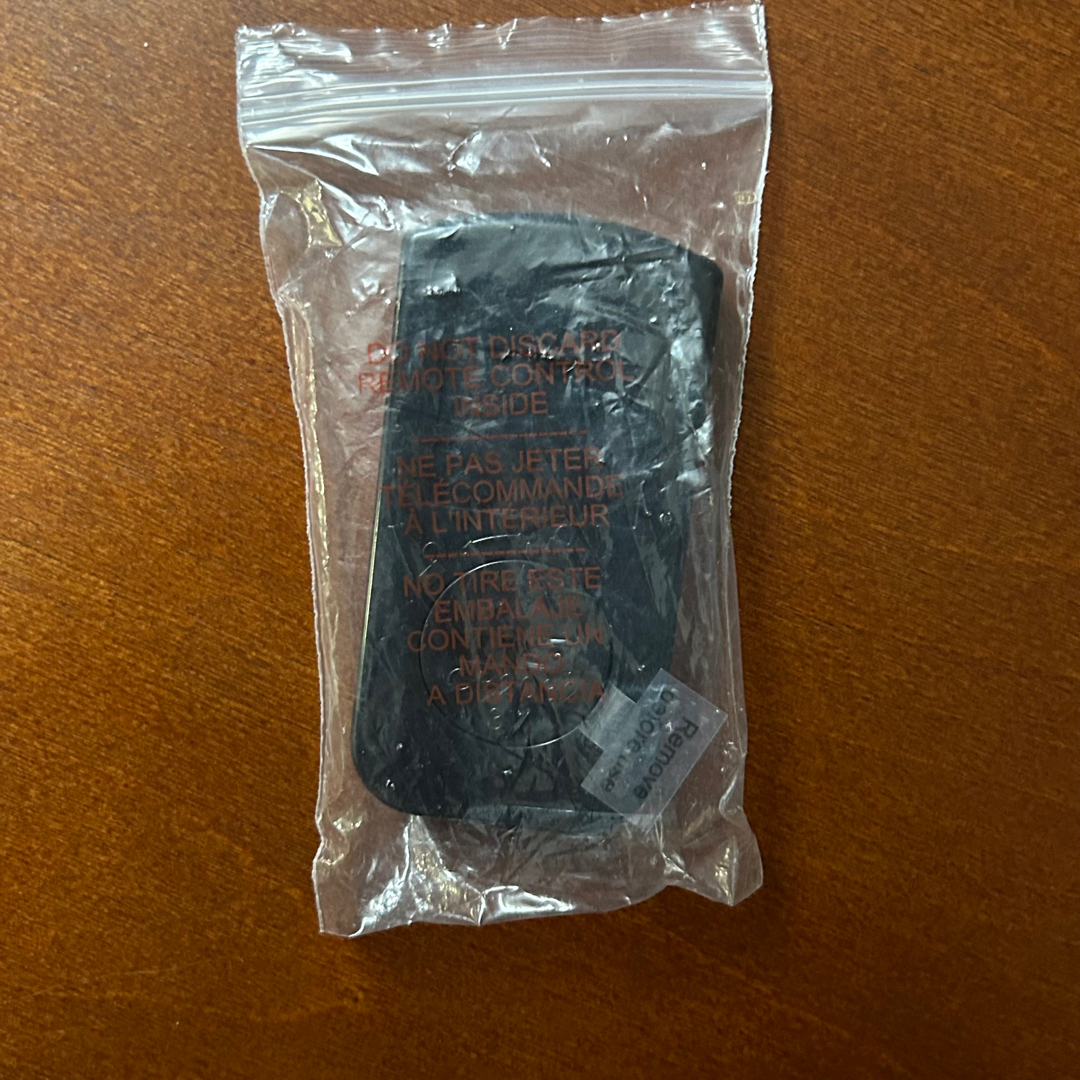 DO NOT DISCARD
REMOTE CONTROL
INSIDE
NE PAS JETER
TÉLÉCOMMANDE
À L'INTÉRIEUR
NO TIRE ESTE
EMBALAJE
CONTIENE UN
MANDO
A DISTANCIA
Remove
before use